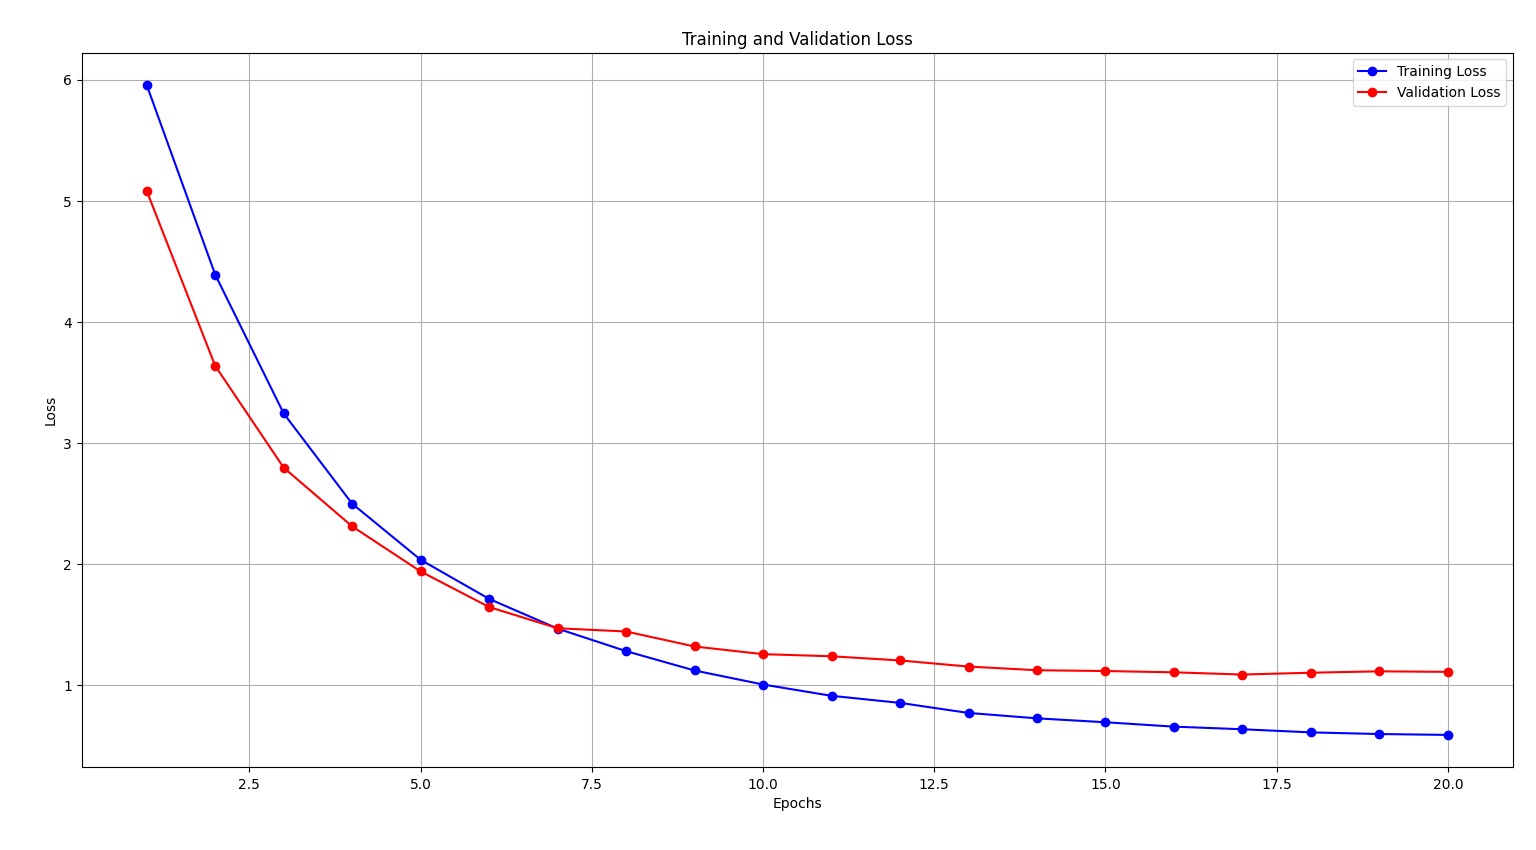 Training and Validation Loss
Training Loss
Validation Loss
6
5
4
3
2
1
Loss
2.5 5.0 7.5 10.0 12.5 15.0 17.5 20.0
Epochs